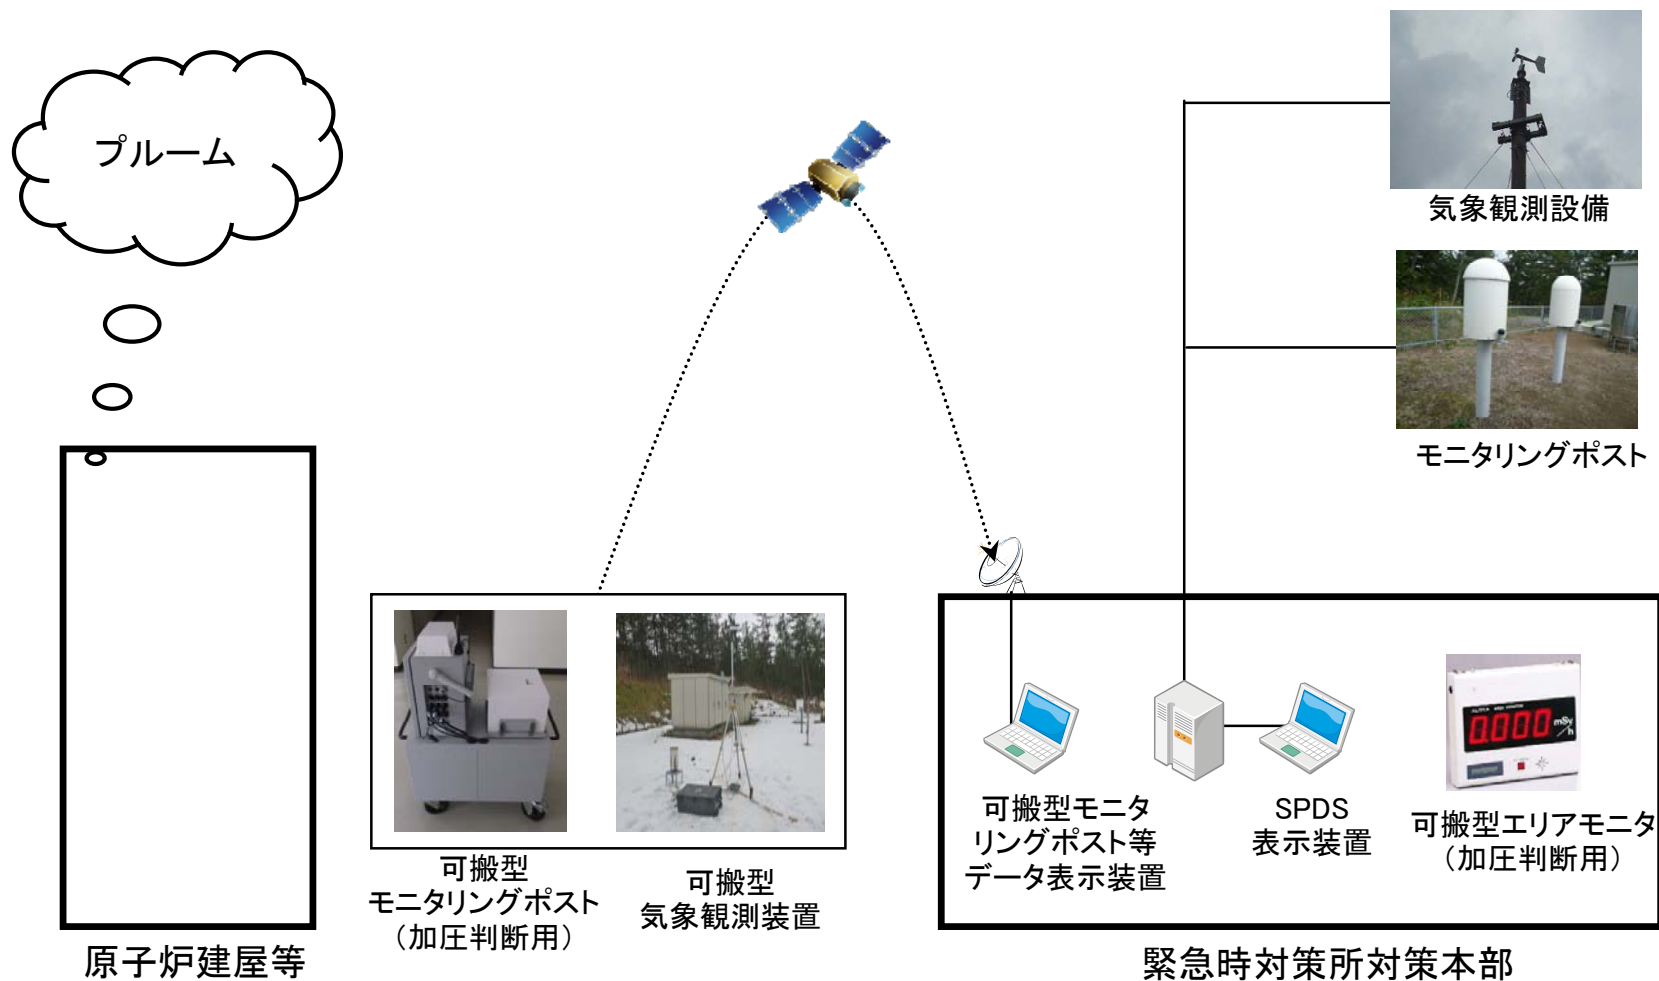 プルーム
気象観測設備
モニタリングポスト
0.000 mSv
/h
可搬型モニタ
リングポスト等
データ表示装置
SPDS
表示装置
可搬型エリアモニタ
（加圧判断用）
可搬型
モニタリングポスト
（加圧判断用）
可搬型
気象観測装置
原子炉建屋等
緊急時対策所対策本部